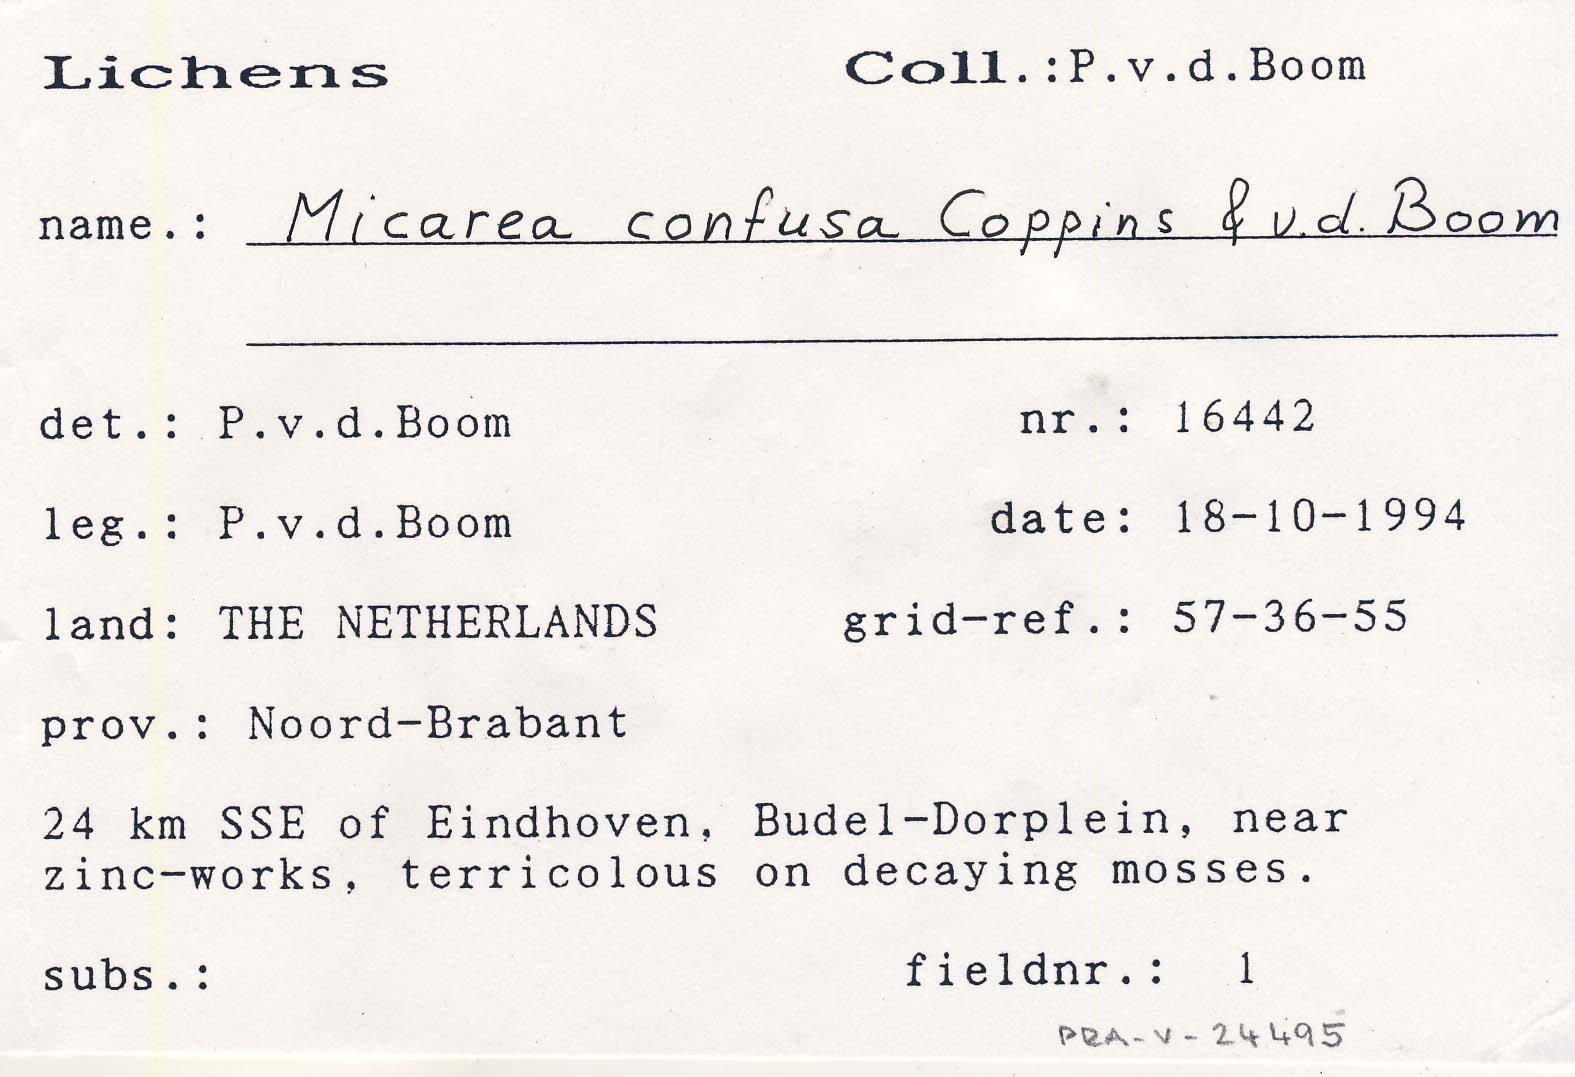 Lichens Coll.:P.v.d.Boom
name.: Micarea confusa Coppins & v.d. Boom
det.: P.v.d.Boom nr.: 16442
leg.: P.v.d.Boom date: 18-10-1994
land: THE NETHERLANDS grid-ref.: 57-36-55
prov.: Noord-Brabant
24 km SSE of Eindhoven, Budel-Dorplein, near
zinc-works, terricolous on decaying mosses.
subs.: fieldnr.: 1
PRA-V-24495